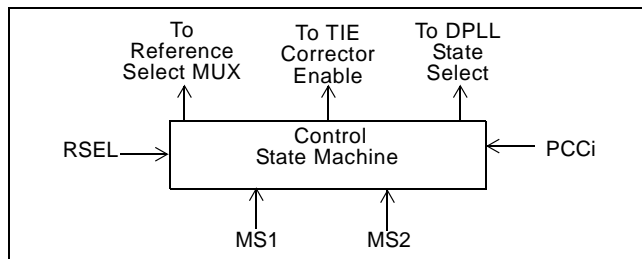 To
Reference
Select MUX
To TIE
Corrector
Enable
To DPLL
State
Select
RSEL
Control
State Machine
PCCi
MS1
MS2